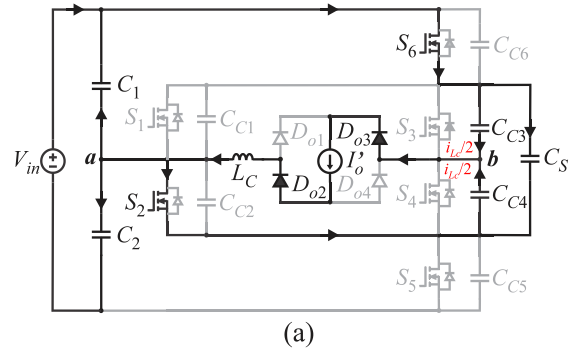 S6
CC6
C1
S1
CC1
Do1
Do3
S3
CC3
Vin
a
iLc/2
iLc/2
b
CS
LC
I'o
S2
CC2
Do2
Do4
S4
CC4
C2
S5
CC5
(a)